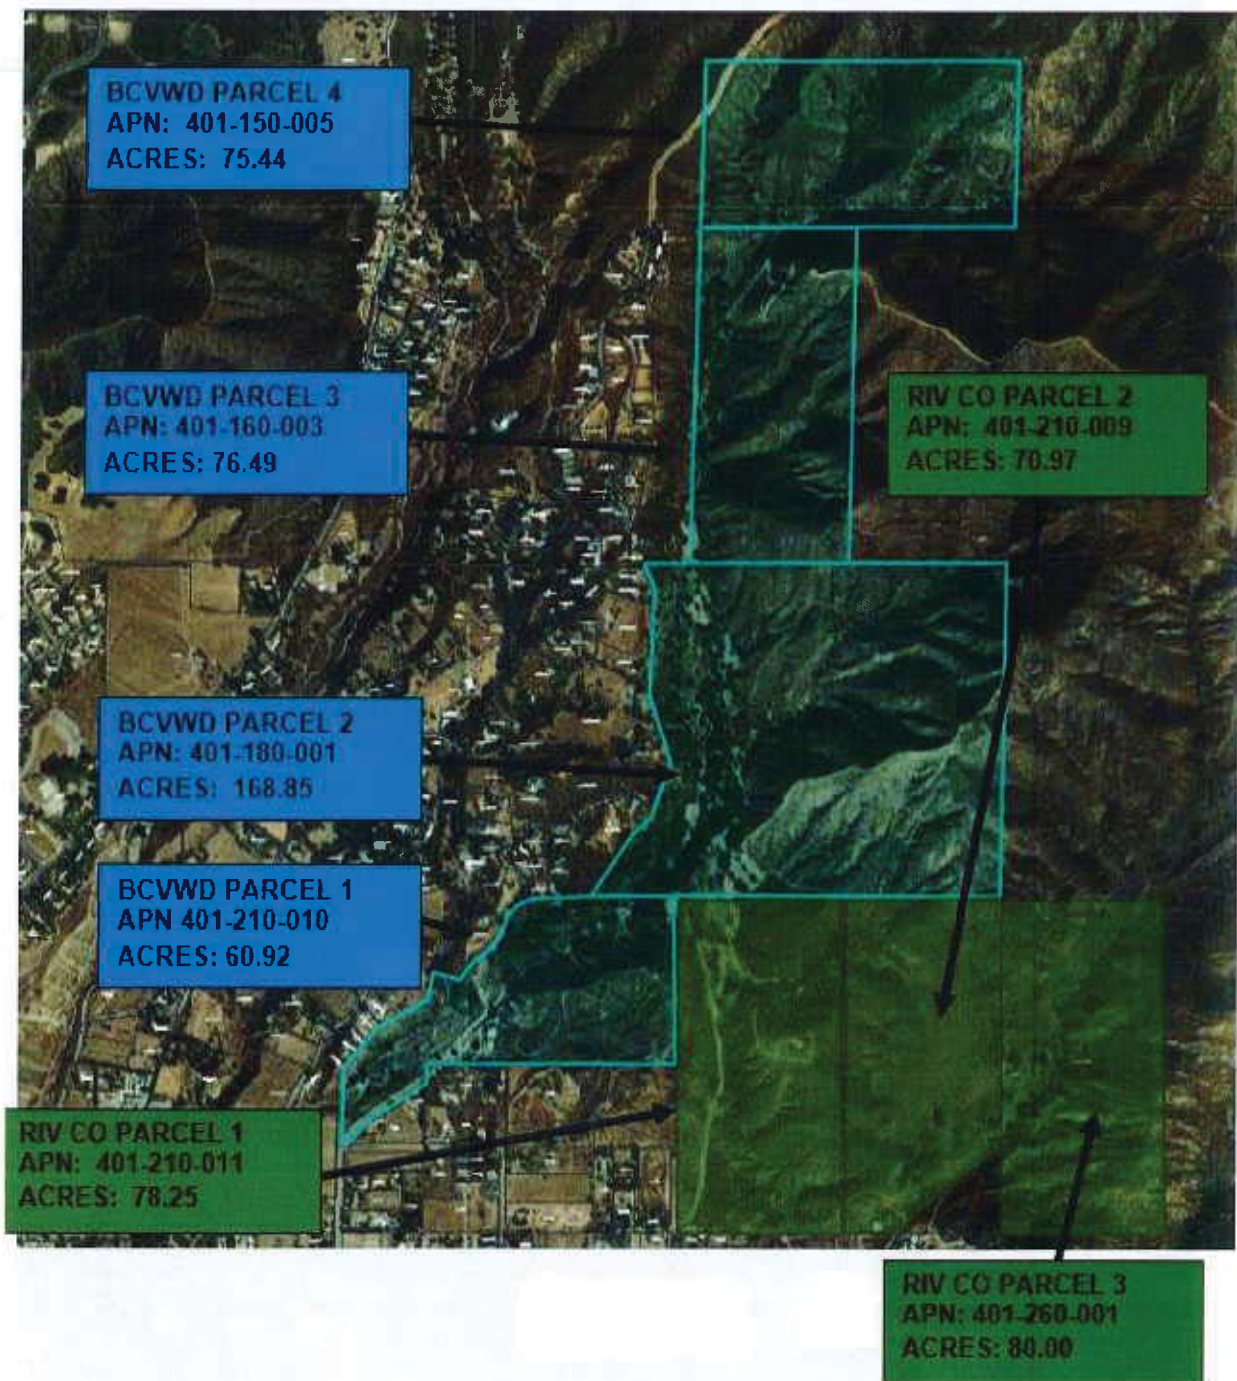 BCVWD PARCEL 4
APN: 401-150-005
ACRES: 75.44
BCVWD PARCEL 3
APN: 401-160-003
ACRES: 76.49
RIV CO PARCEL 2
APN: 401-210-009
ACRES: 70.97
BCVWD PARCEL 2
APN: 401-180-001
ACRES: 168.85
BCVWD PARCEL 1
APN 401-210-010
ACRES: 60.92
RIV CO PARCEL 1
APN: 401-210-011
ACRES: 78.25
RIV CO PARCEL 3
APN: 401-260-001
ACRES: 80.00